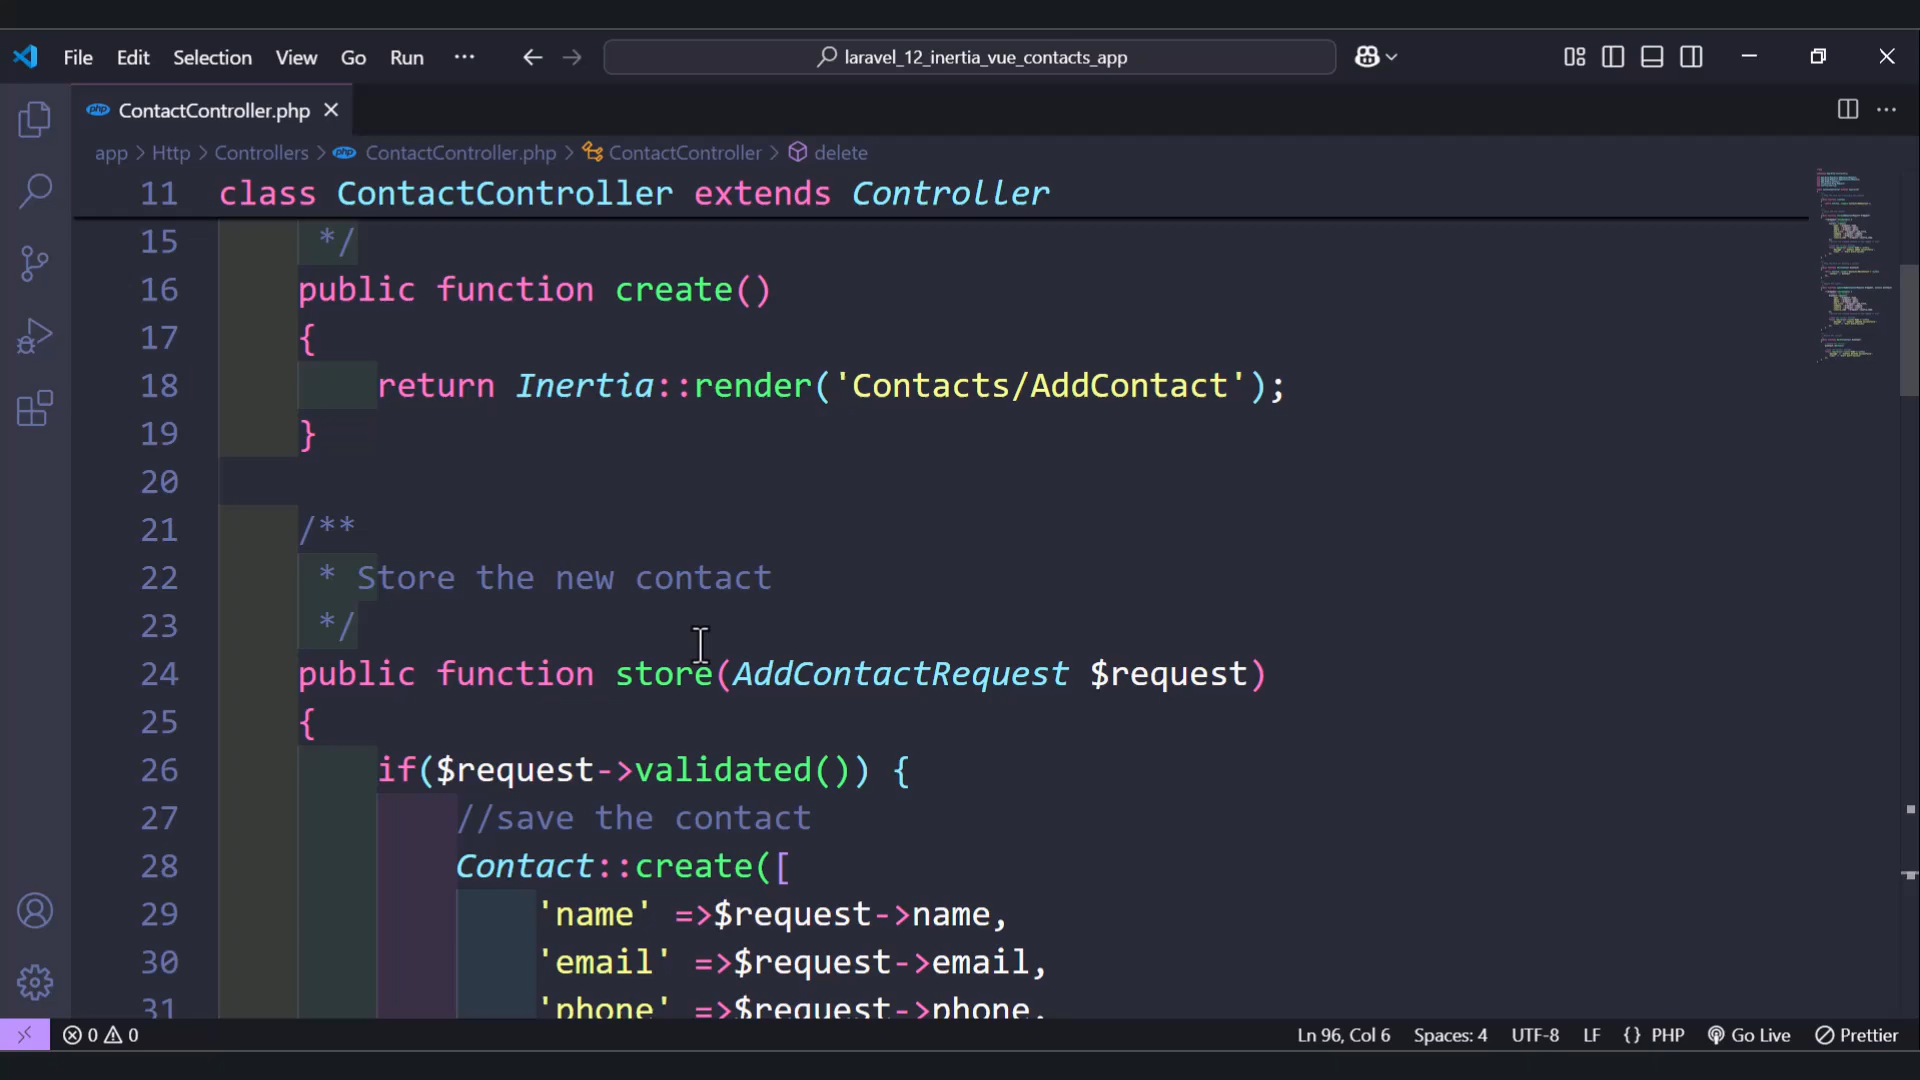 File Edit Selection View Go Run ··· laravel_12_inertia_vue_contacts_app
ContactController.php
app > Http > Controllers > ContactController.php > ContactController > delete
11 class ContactController extends Controller
15 */
16 public function create()
17 {
18 return Inertia::render('Contacts/AddContact');
19 }
20
21 /**
22 * Store the new contact
23 */
24 public function store(AddContactRequest $request)
25 {
26 if($request->validated()) {
27 //save the contact
28 Contact::create([
29 'name' =>$request->name,
30 'email' =>$request->email,
31 'phone' =>$request->phone,
0 0 Ln 96, Col 6 Spaces: 4 UTF-8 LF {} PHP Go Live Prettier